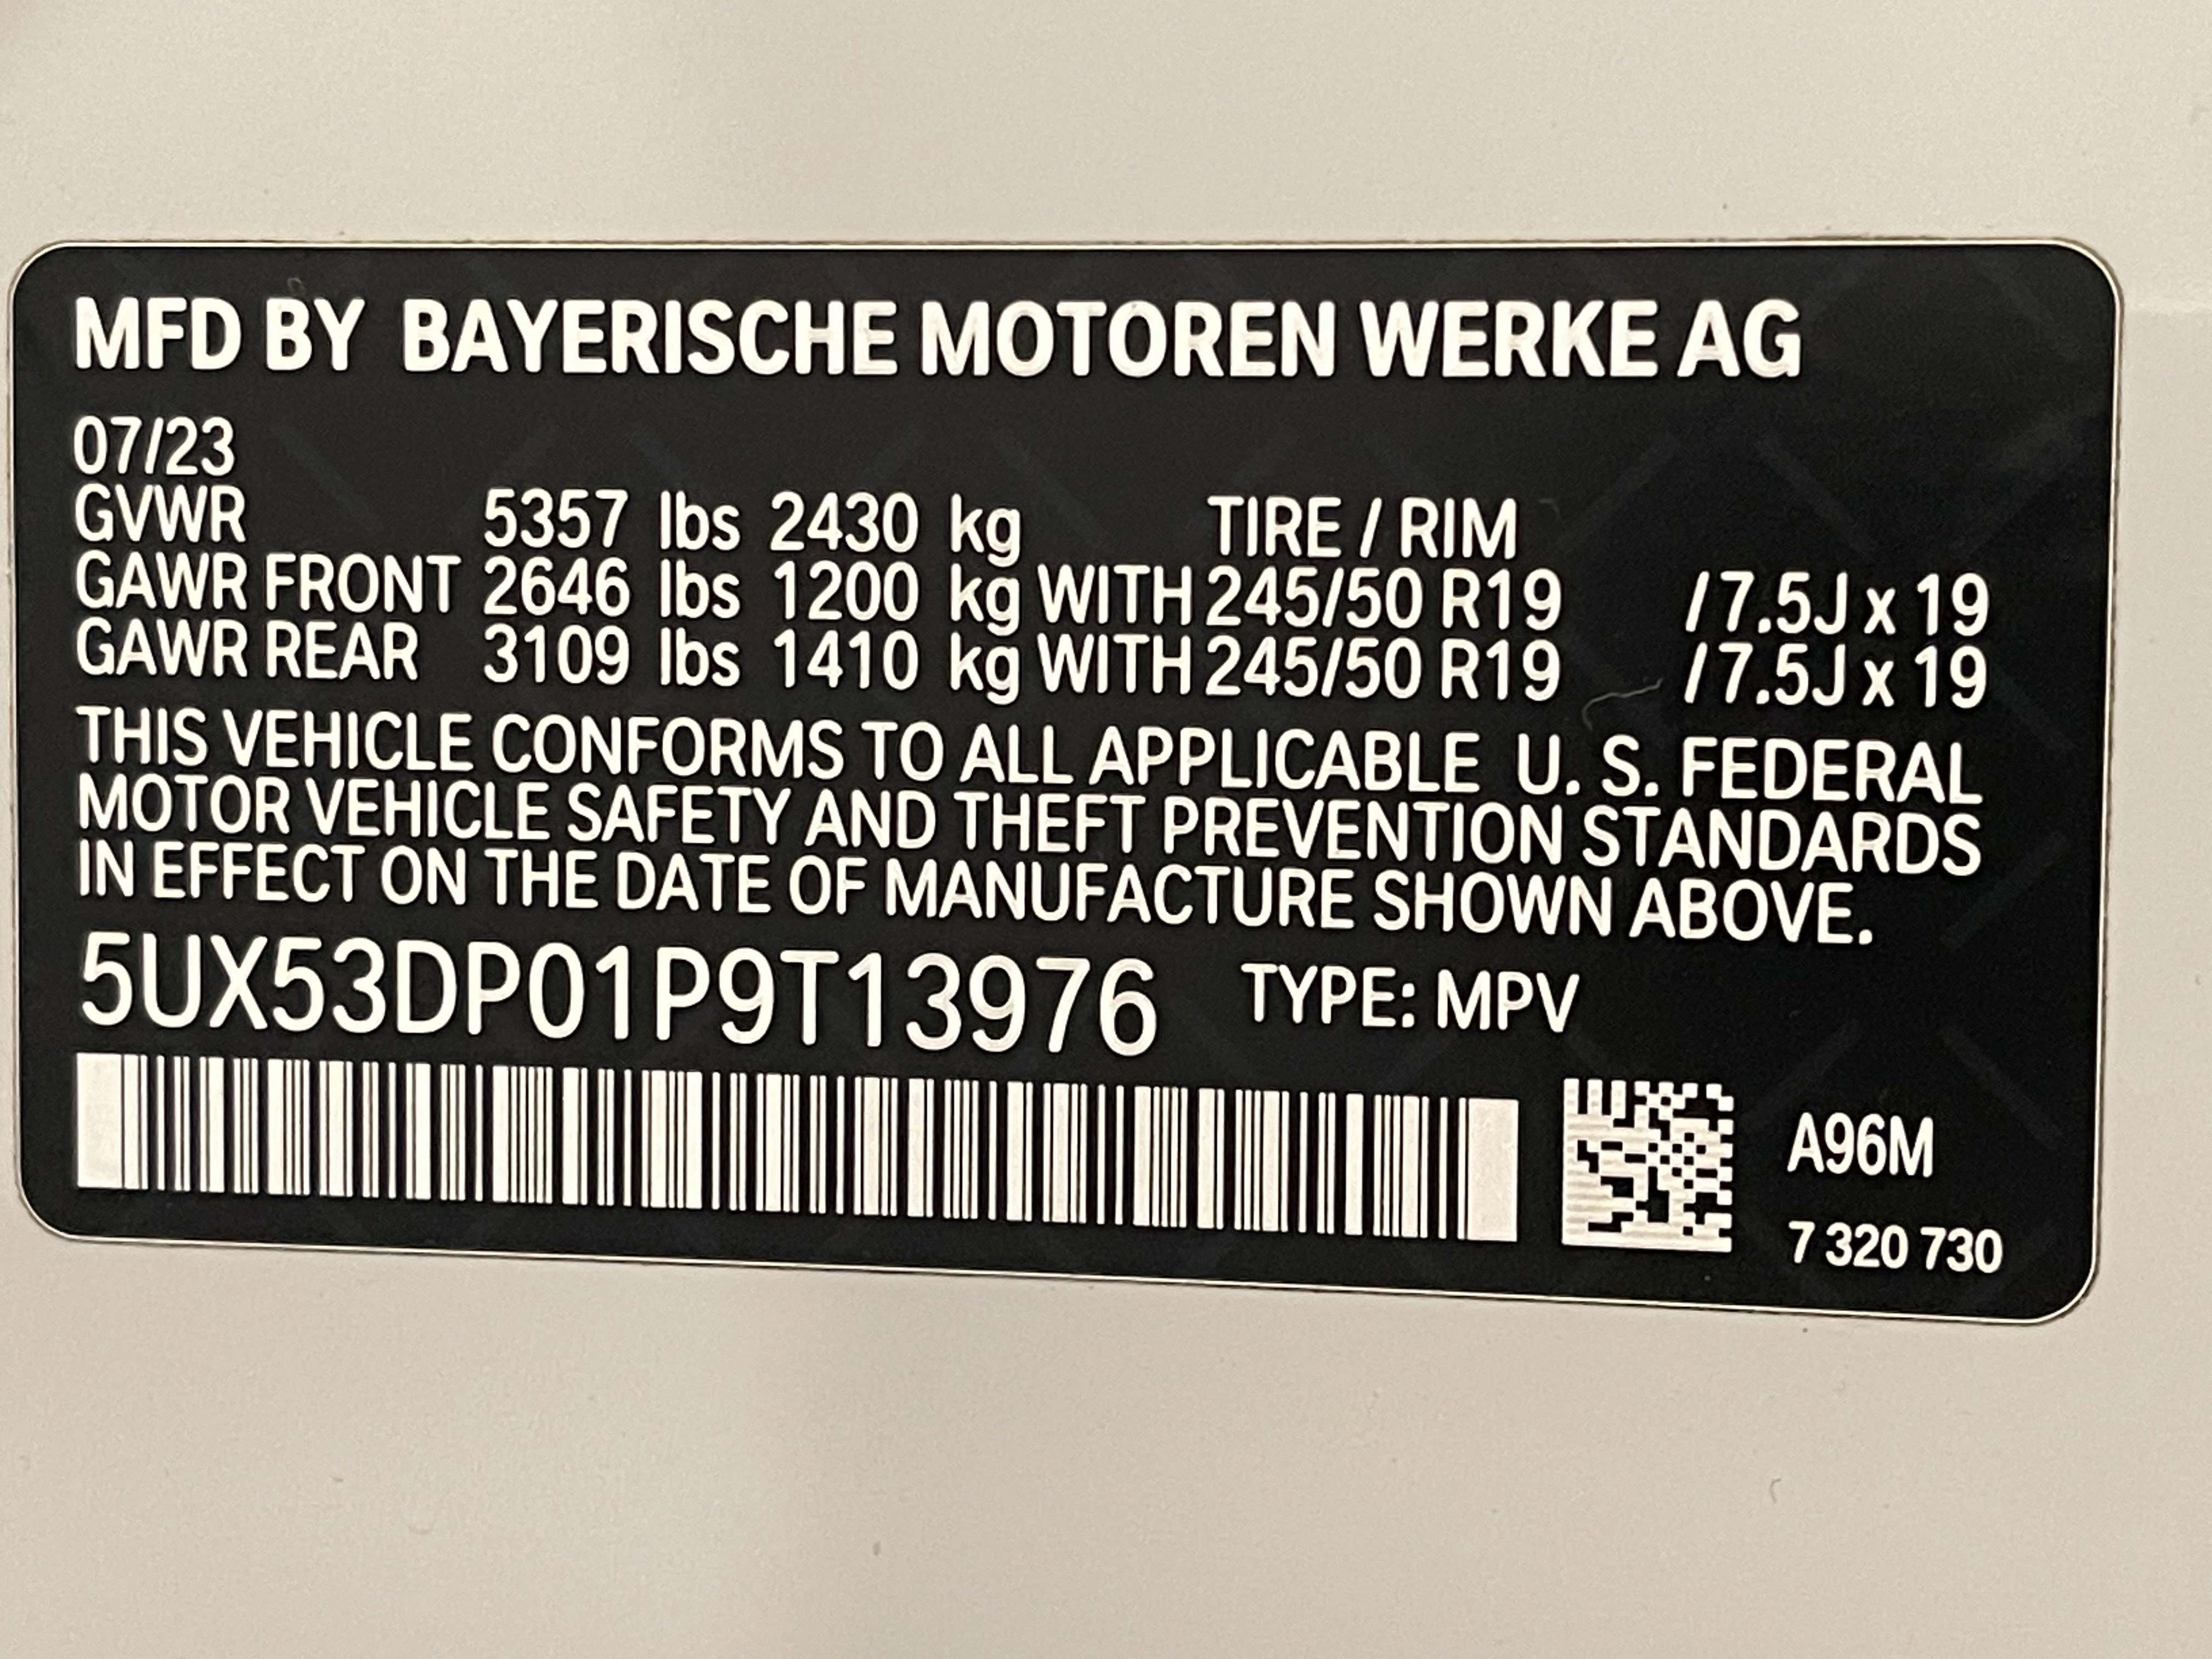 MFD BY BAYERISCHE MOTOREN WERKE AG
07/23
GVWR 5357 lbs 2430 kg TIRE / RIM
GAWR FRONT 2646 lbs 1200 kg WITH 245/50 R19 / 7.5J x 19
GAWR REAR 3109 lbs 1410 kg WITH 245/50 R19 / 7.5J x 19
THIS VEHICLE CONFORMS TO ALL APPLICABLE U. S. FEDERAL
MOTOR VEHICLE SAFETY AND THEFT PREVENTION STANDARDS
IN EFFECT ON THE DATE OF MANUFACTURE SHOWN ABOVE.
5UX53DP01P9T13976 TYPE: MPV
A96M
7 320 730